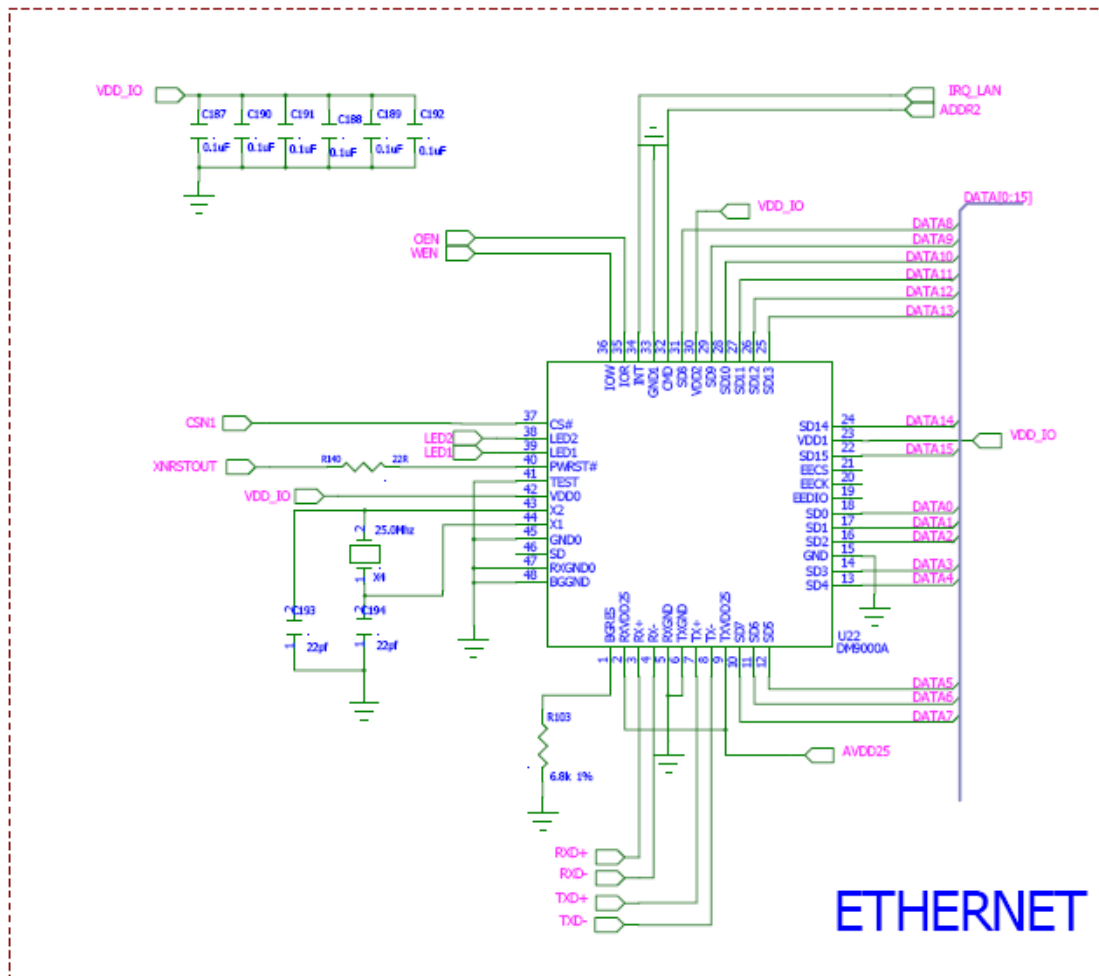 VDD_IO
C187
C190
C191
C188
C189
C192
0.1uF
0.1uF
0.1uF
0.1uF
0.1uF
0.1uF
IRQ_LAN
ADDR2
VDD_IO
DATA[0:15]
OEN
WEN
DATA8
DATA9
DATA10
DATA11
DATA12
DATA13
36
35
34
33
32
31
30
29
28
27
26
25
IOW
IOR
INT
GND1
CMD
SD8
VDD2
SD9
SD10
SD11
SD12
SD13
CSN1
37
CS#
LED2
38
LED2
LED1
39
LED1
XNRSTOUT
R140
22R
40
PWRST#
41
TEST
VDD_IO
42
VDD0
43
X2
44
X1
45
GND0
46
SD
47
RXGND0
48
BGGND
SD14
24
DATA14
VDD1
23
VDD_IO
SD15
22
DATA15
EECS
21
EECK
20
EEDIO
19
SD0
18
DATA0
SD1
17
DATA1
SD2
16
DATA2
GND
15
SD3
14
DATA3
SD4
13
DATA4
2
25.0Mhz
1
X4
2
C193
1
22pf
2
C194
1
22pf
BGRES
RXVDD25
RX+
RX-
RXGND
TXGND
TX+
TX-
TXVDD25
SD7
SD6
SD5
1
2
3
4
5
6
7
8
9
10
11
12
U22
DM9000A
DATA5
DATA6
DATA7
R103
6.8k 1%
AVDD25
RXD+
RXD-
TXD+
TXD-
ETHERNET